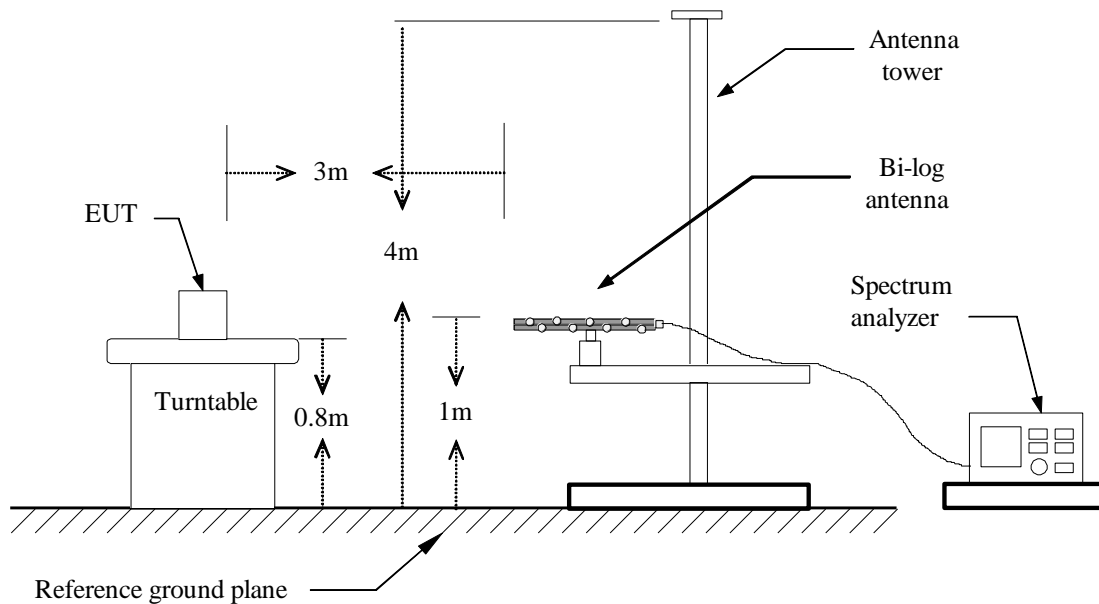 Antenna
tower
3m
Bi-log
antenna
EUT
4m
Spectrum
analyzer
Turntable
0.8m
1m
Reference ground plane